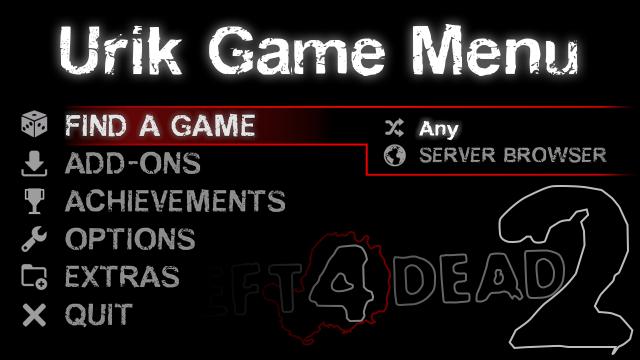 Urik Game Menu
FIND A GAME
Any
SERVER BROWSER
ADD-ONS
ACHIEVEMENTS
OPTIONS
EXTRAS
QUIT
EFT 4 DEAD 2